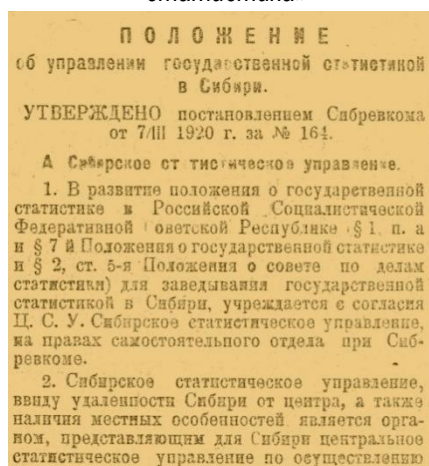 ПОЛОЖЕНИЕ
об управлении государственной статистикой
в Сибири.
УТВЕРЖДЕНО постановлением Сибревкома
от 7/III 1920 г. за № 164.
А Сибирское ст тистическое управление.
1. В развитие положения о государственной
статистике в Российской Социалистической
Федеративной оветской Республике § 1, п. а
и § 7 й Положения о государственной статистике
и § 2, ст. 5-я Положения о совете по делам
статистики) для заведывания государственной
статистикой в Сибири, учреждается с согласия
Ц. С. У. Сибирское статистическое управление,
на правах самостоятельного отдела при Сиб-
ревкоме.
2. Сибирское статистическое управление,
ввиду удаленности Сибири от центра, а также
наличия местных особенностей является орга-
ном, представляющим для Сибири центральное
статистическое управление по осуществлению